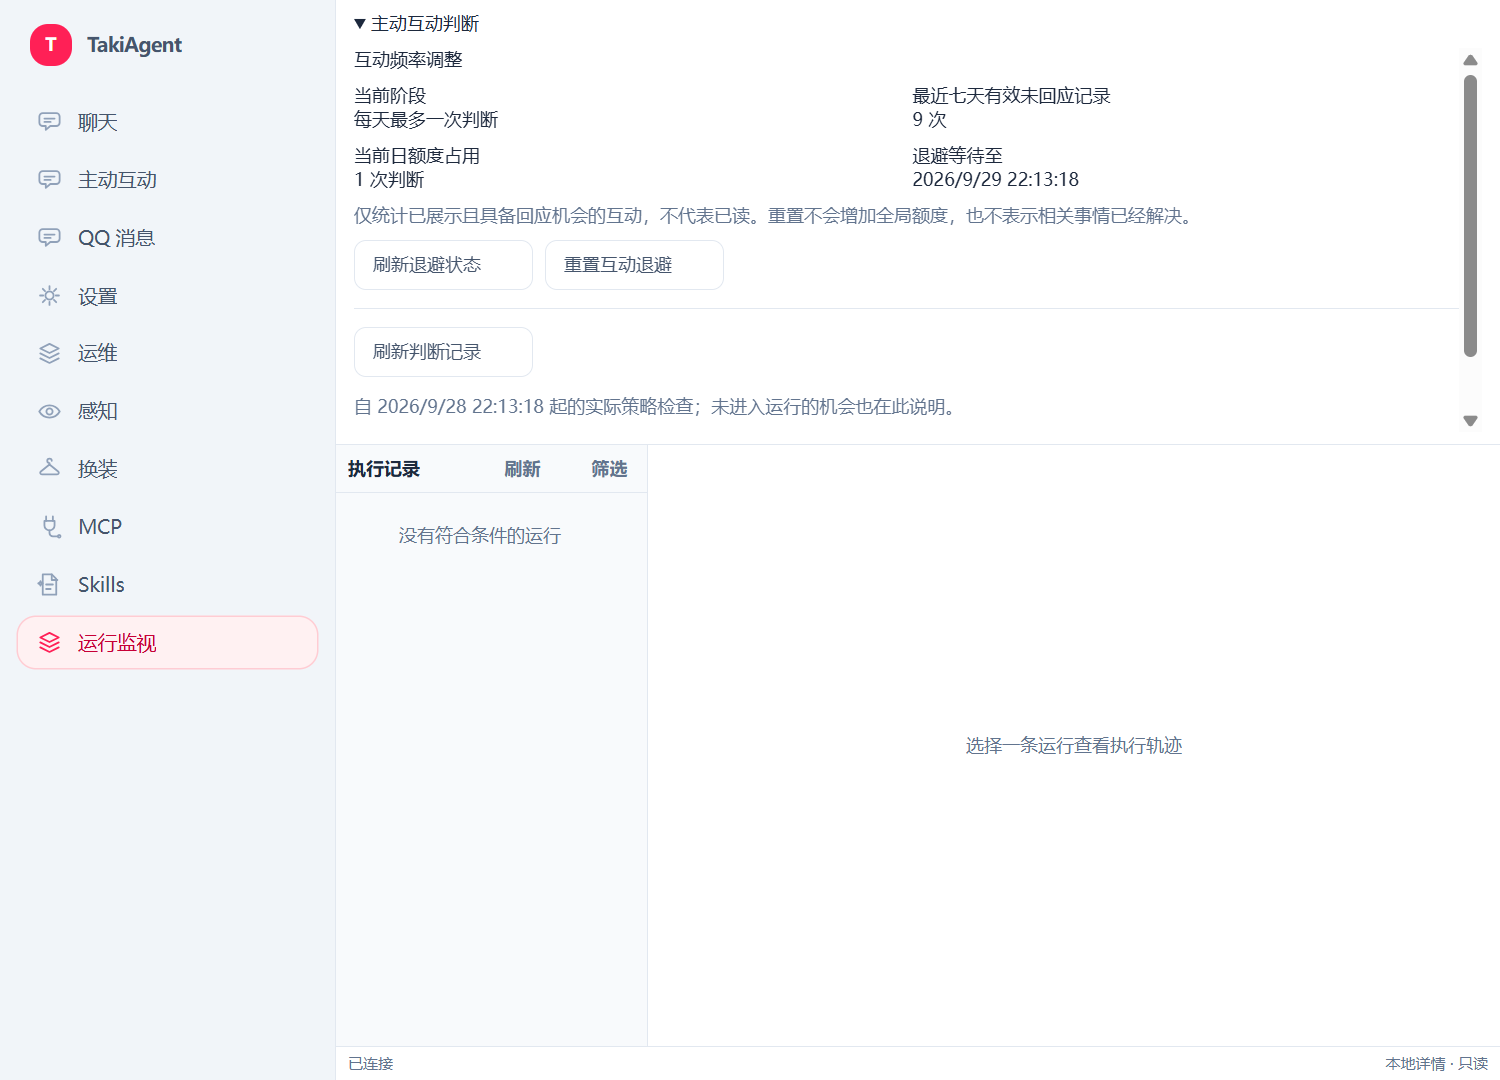 T
TakiAgent
聊天
主动互动
QQ 消息
设置
运维
感知
换装
MCP
Skills
运行监视
▼ 主动互动判断
互动频率调整
当前阶段
每天最多一次判断
最近七天有效未回应记录
9 次
当前日额度占用
1 次判断
退避等待至
2026/9/29 22:13:18
仅统计已展示且具备回应机会的互动，不代表已读。重置不会增加全局额度，也不表示相关事情已经解决。
刷新退避状态
重置互动退避
刷新判断记录
自 2026/9/28 22:13:18 起的实际策略检查；未进入运行的机会也在此说明。
执行记录
刷新
筛选
没有符合条件的运行
选择一条运行查看执行轨迹
已连接
本地详情 · 只读